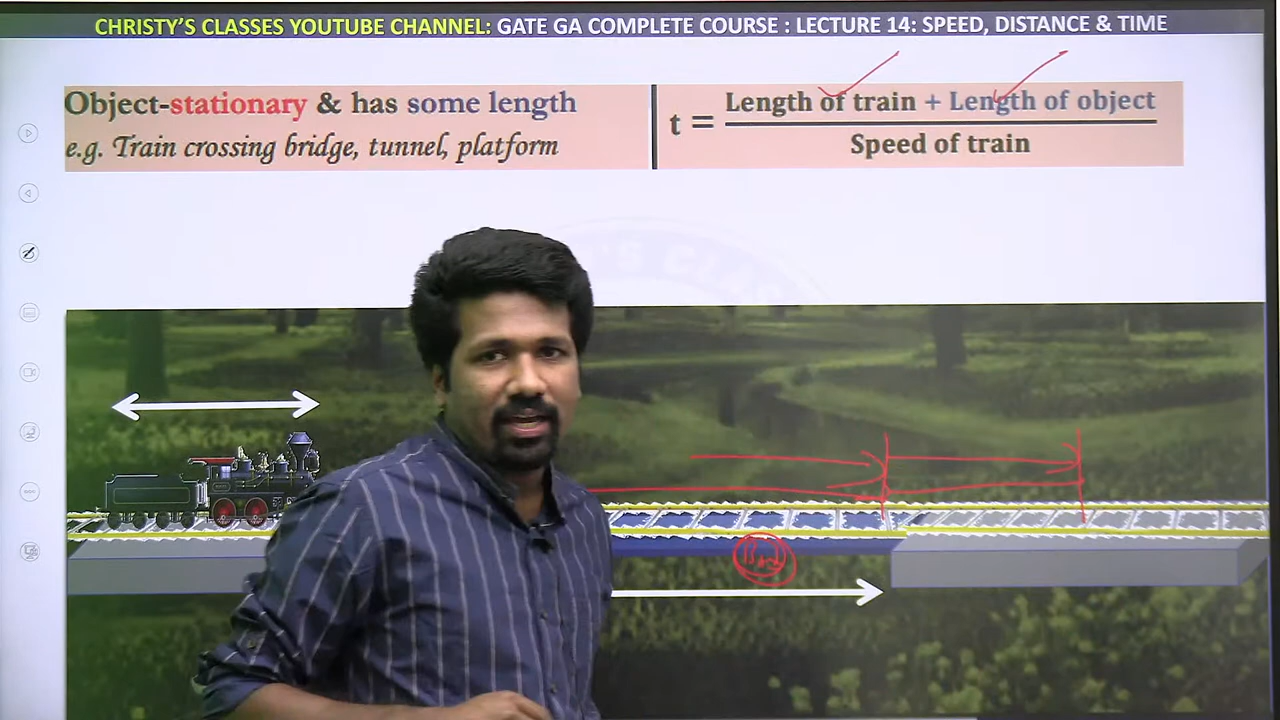 CHRISTY'S CLASSES YOUTUBE CHANNEL: GATE GA COMPLETE COURSE : LECTURE 14: SPEED, DISTANCE & TIME
Object-stationary & has some length
e.g. Train crossing bridge, tunnel, platform
t = Length of train + Length of object
Speed of train